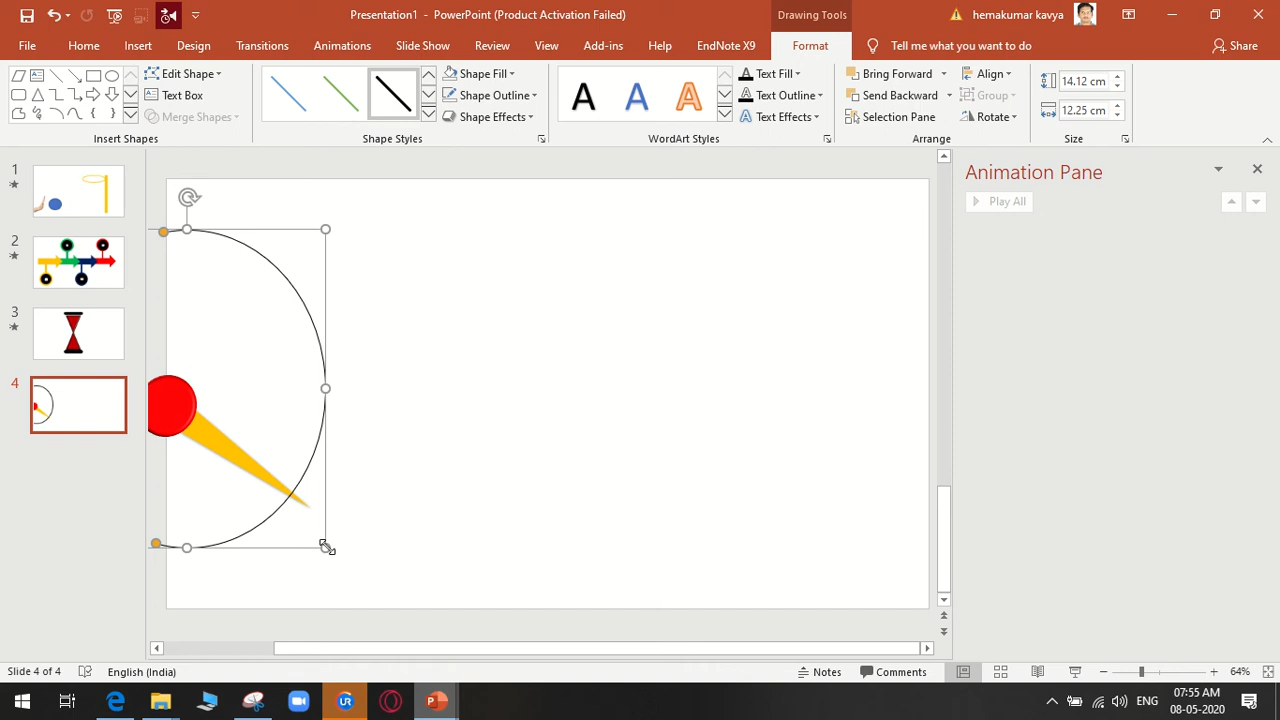 Presentation1 - PowerPoint (Product Activation Failed)
Drawing Tools
hemakumar kavya
File Home Insert Design Transitions Animations Slide Show Review View Add-ins Help EndNote X9 Format Tell me what you want to do Share
Edit Shape
Text Box
Merge Shapes
Insert Shapes
Shape Fill
Shape Outline
Shape Effects
Shape Styles
A A A
Text Fill
Text Outline
Text Effects
WordArt Styles
Bring Forward
Send Backward
Selection Pane
Align
Group
Rotate
Arrange
14.12 cm
12.25 cm
Size
1
2
3
4
Animation Pane
Play All
Slide 4 of 4 English (India) Notes Comments 64%
ENG
07:55 AM
08-05-2020